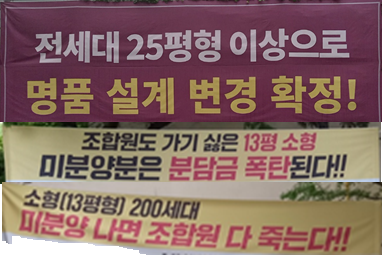 전세대 25평형 이상으로
명품 설계 변경 확정!
조합원도 가기 싫은 13평 소형
미분양분은 분담금 폭탄된다!!
소형(13평형) 200세대
미분양 나면 조합원 다 죽는다!!